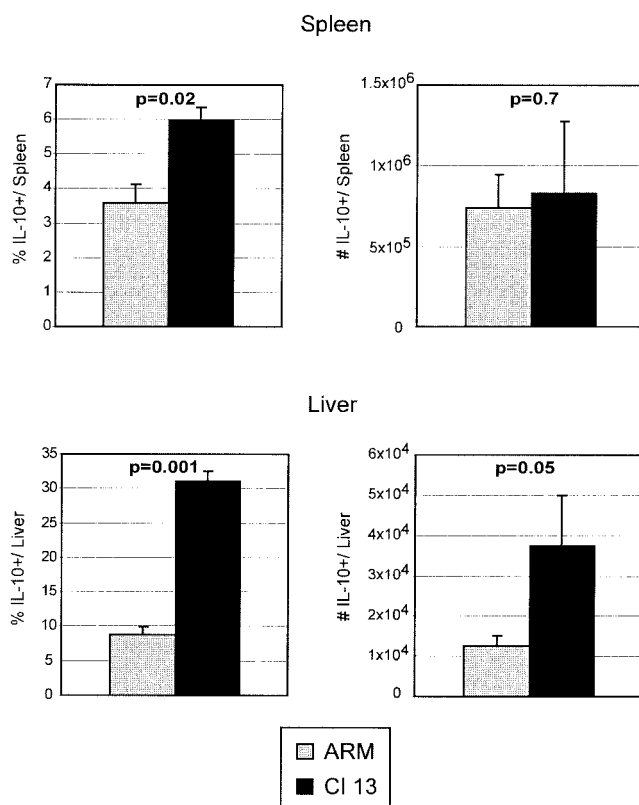 Spleen
p=0.02
% IL-10+/ Spleen
7
6
5
4
3
2
1
0
p=0.7
# IL-10+/ Spleen
1.5x10⁶
1x10⁶
5x10⁵
0
Liver
p=0.001
% IL-10+/ Liver
35
30
25
20
15
10
5
0
p=0.05
# IL-10+/ Liver
6x10⁴
5x10⁴
4x10⁴
3x10⁴
2x10⁴
1x10⁴
0
ARM
Cl 13